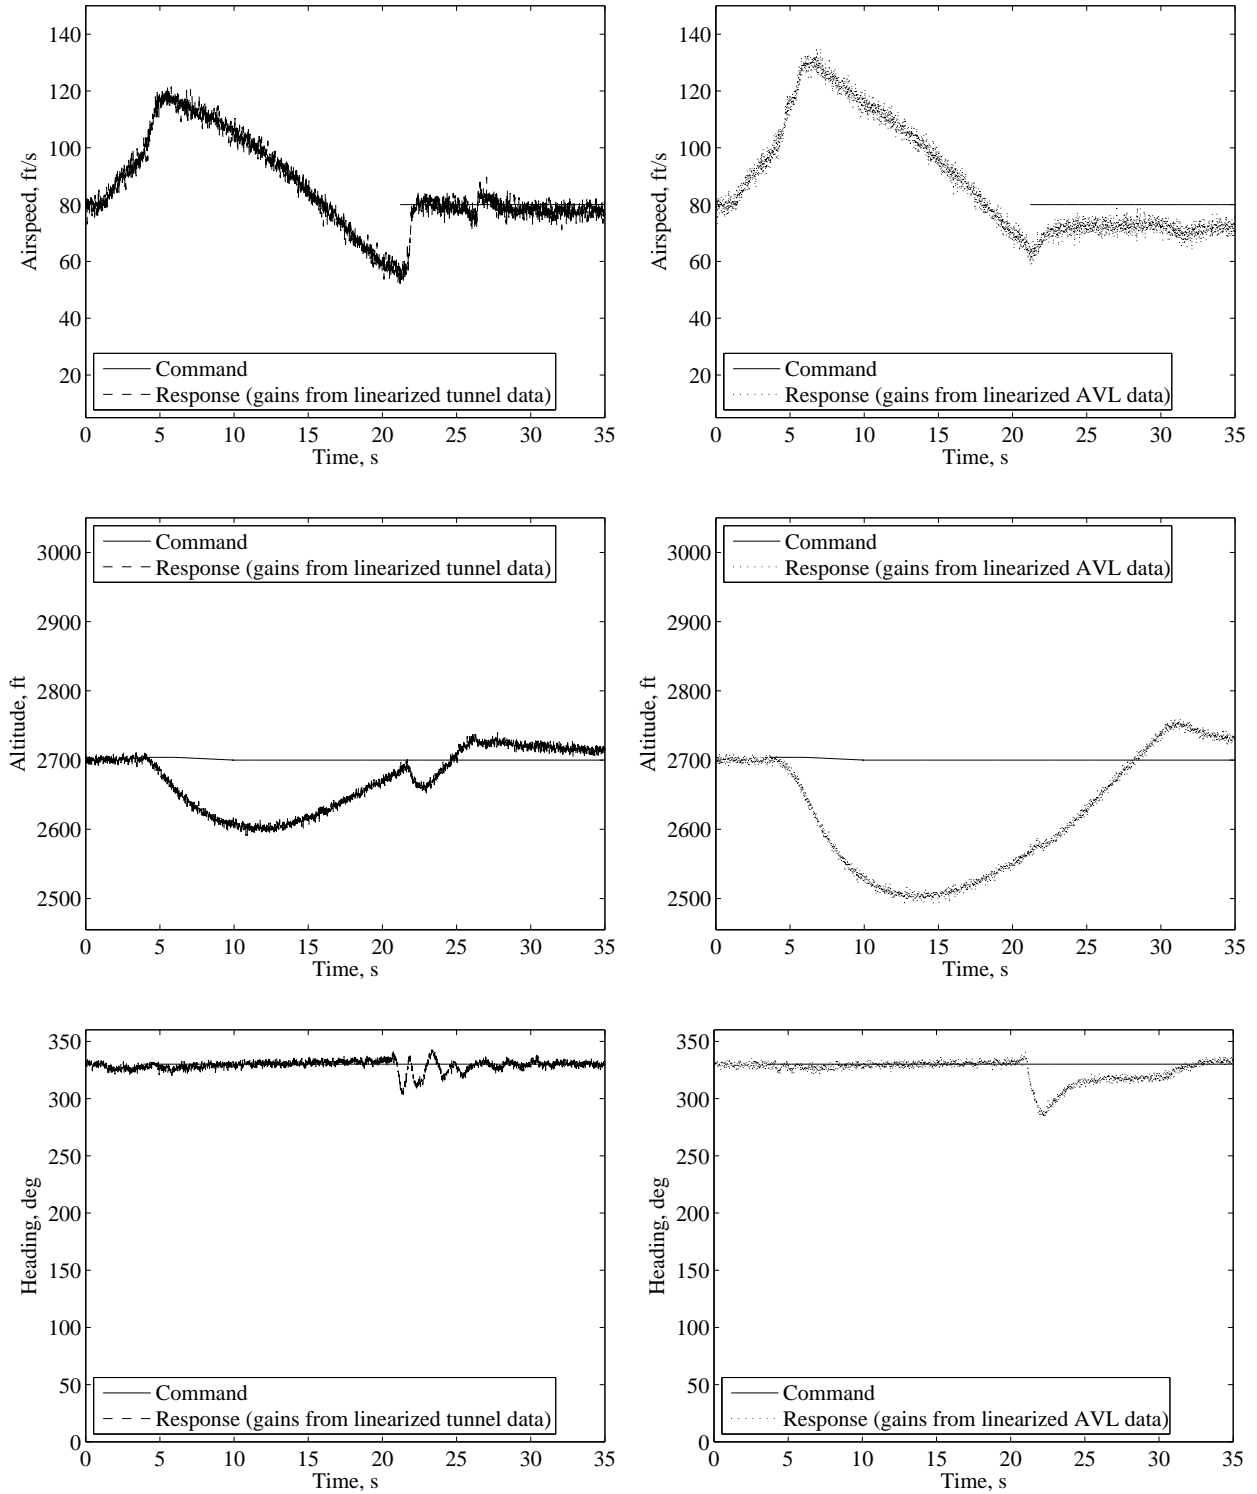 140
120
100
80
60
40
20
Airspeed, ft/s
Command
Response (gains from linearized tunnel data)
0 5 10 15 20 25 30 35
Time, s
140
120
100
80
60
40
20
Airspeed, ft/s
Command
Response (gains from linearized AVL data)
0 5 10 15 20 25 30 35
Time, s
3000
2900
2800
2700
2600
2500
Altitude, ft
Command
Response (gains from linearized tunnel data)
0 5 10 15 20 25 30 35
Time, s
3000
2900
2800
2700
2600
2500
Altitude, ft
Command
Response (gains from linearized AVL data)
0 5 10 15 20 25 30 35
Time, s
350
300
250
200
150
100
50
0
Heading, deg
Command
Response (gains from linearized tunnel data)
0 5 10 15 20 25 30 35
Time, s
350
300
250
200
150
100
50
0
Heading, deg
Command
Response (gains from linearized AVL data)
0 5 10 15 20 25 30 35
Time, s